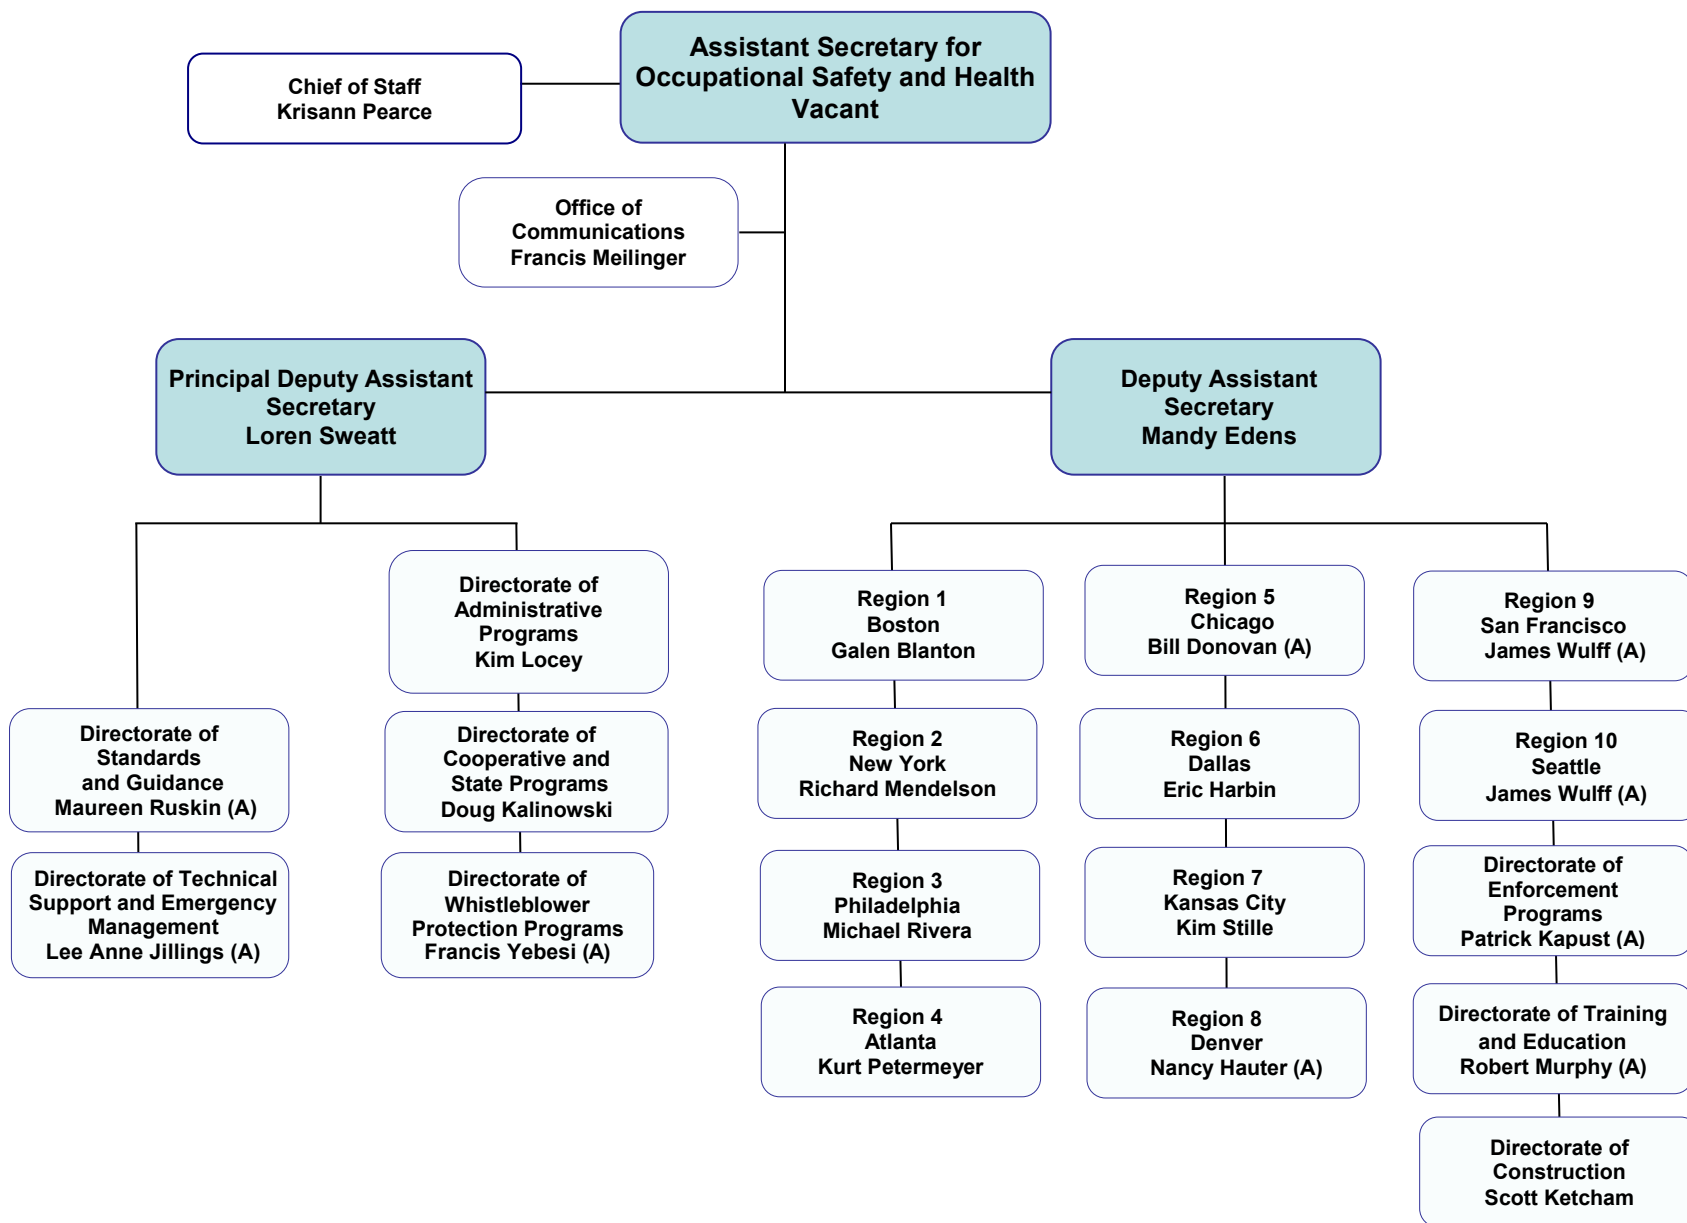 Assistant Secretary for
Occupational Safety and Health
Vacant
Chief of Staff
Krisann Pearce
Office of
Communications
Francis Meilinger
Principal Deputy Assistant
Secretary
Loren Sweatt
Deputy Assistant
Secretary
Mandy Edens
Directorate of
Administrative
Programs
Kim Locey
Directorate of
Standards
and Guidance
Maureen Ruskin (A)
Directorate of
Cooperative and
State Programs
Doug Kalinowski
Directorate of Technical
Support and Emergency
Management
Lee Anne Jillings (A)
Directorate of
Whistleblower
Protection Programs
Francis Yebesi (A)
Region 1
Boston
Galen Blanton
Region 2
New York
Richard Mendelson
Region 3
Philadelphia
Michael Rivera
Region 4
Atlanta
Kurt Petermeyer
Region 5
Chicago
Bill Donovan (A)
Region 6
Dallas
Eric Harbin
Region 7
Kansas City
Kim Stille
Region 8
Denver
Nancy Hauter (A)
Region 9
San Francisco
James Wulff (A)
Region 10
Seattle
James Wulff (A)
Directorate of
Enforcement
Programs
Patrick Kapust (A)
Directorate of Training
and Education
Robert Murphy (A)
Directorate of
Construction
Scott Ketcham